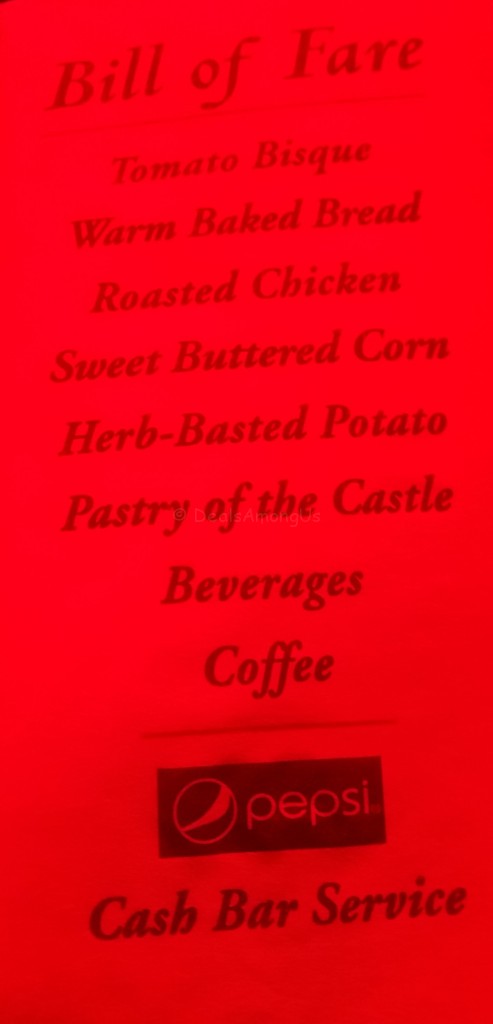 Bill of Fare
Tomato Bisque
Warm Baked Bread
Roasted Chicken
Sweet Buttered Corn
Herb-Basted Potato
Pastry of the Castle
© DealsAmongUs
Beverages
Coffee
pepsi
Cash Bar Service